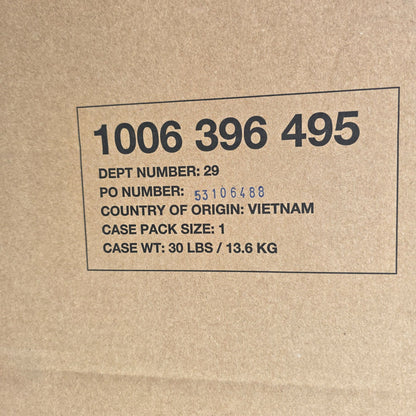 1006 396 495
DEPT NUMBER: 29
PO NUMBER: 53106488
COUNTRY OF ORIGIN: VIETNAM
CASE PACK SIZE: 1
CASE WT: 30 LBS / 13.6 KG